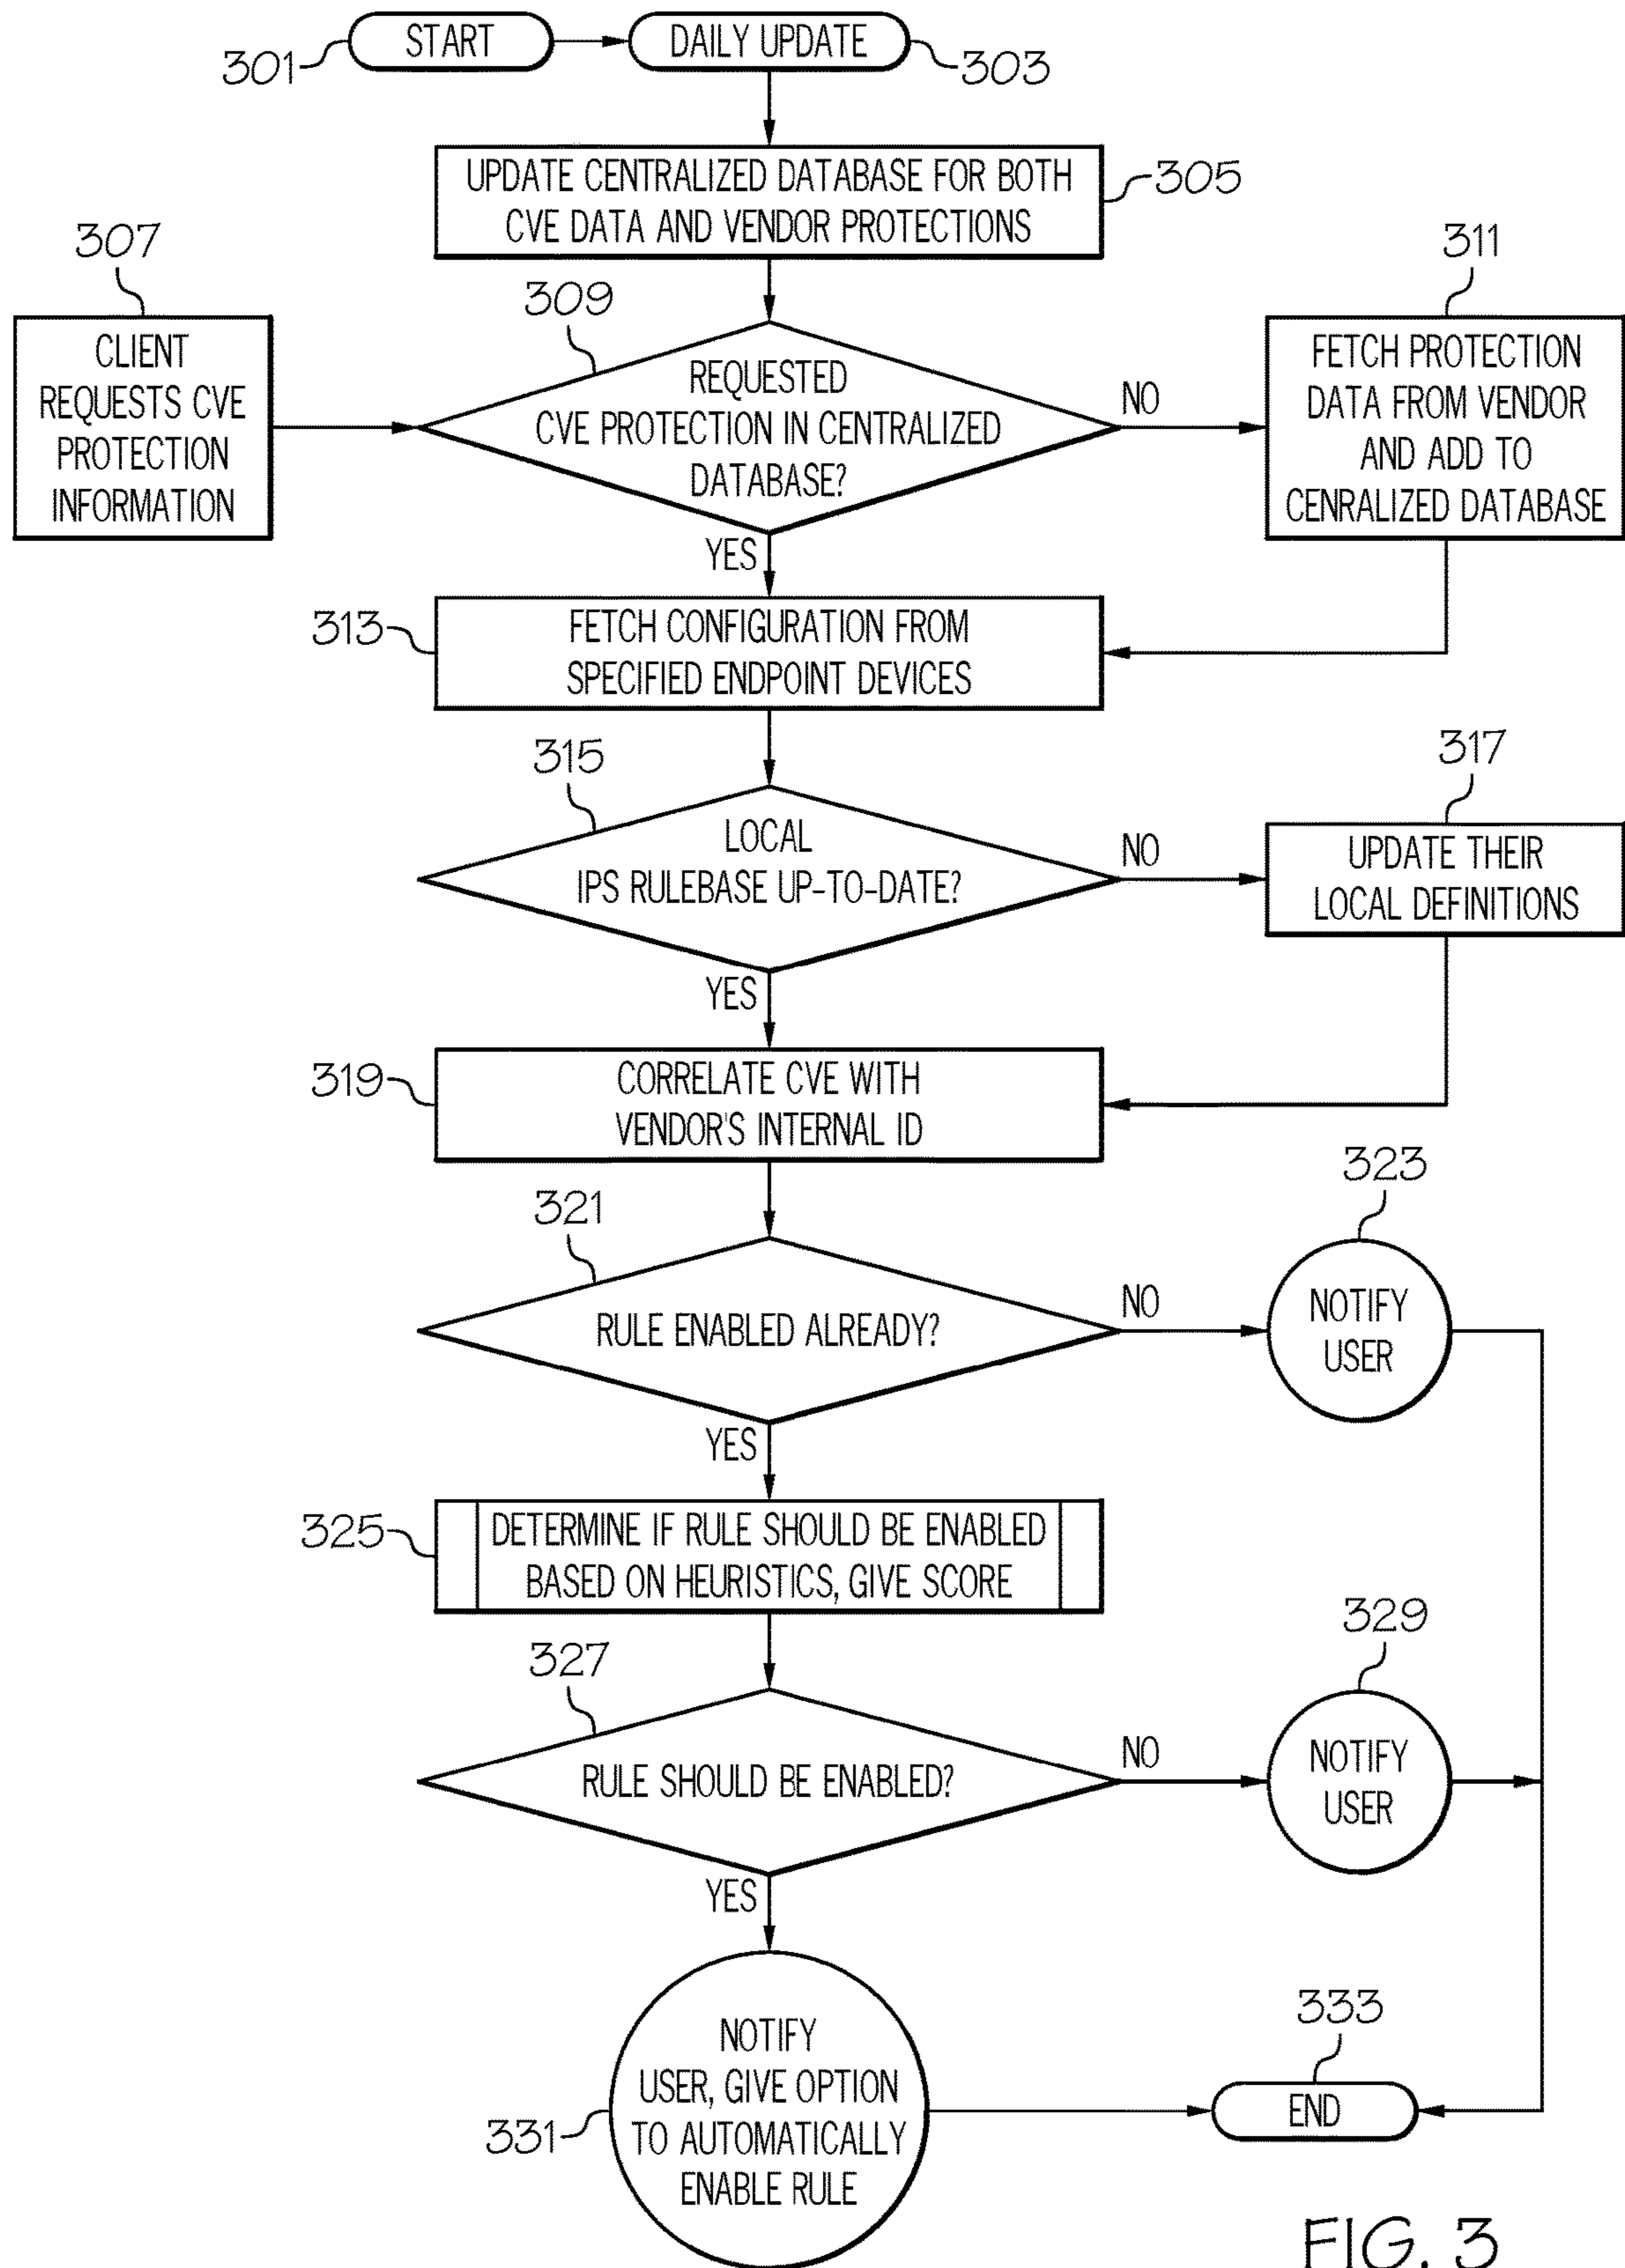 START
301
DAILY UPDATE
303
UPDATE CENTRALIZED DATABASE FOR BOTH
CVE DATA AND VENDOR PROTECTIONS
305
307
CLIENT
REQUESTS CVE
PROTECTION
INFORMATION
309
REQUESTED
CVE PROTECTION IN CENTRALIZED
DATABASE?
NO
YES
311
FETCH PROTECTION
DATA FROM VENDOR
AND ADD TO
CENRALIZED DATABASE
313
FETCH CONFIGURATION FROM
SPECIFIED ENDPOINT DEVICES
315
LOCAL
IPS RULEBASE UP-TO-DATE?
NO
YES
317
UPDATE THEIR
LOCAL DEFINITIONS
319
CORRELATE CVE WITH
VENDOR'S INTERNAL ID
321
RULE ENABLED ALREADY?
NO
YES
323
NOTIFY
USER
325
DETERMINE IF RULE SHOULD BE ENABLED
BASED ON HEURISTICS, GIVE SCORE
327
RULE SHOULD BE ENABLED?
NO
YES
329
NOTIFY
USER
331
NOTIFY
USER, GIVE OPTION
TO AUTOMATICALLY
ENABLE RULE
333
END
FIG. 3